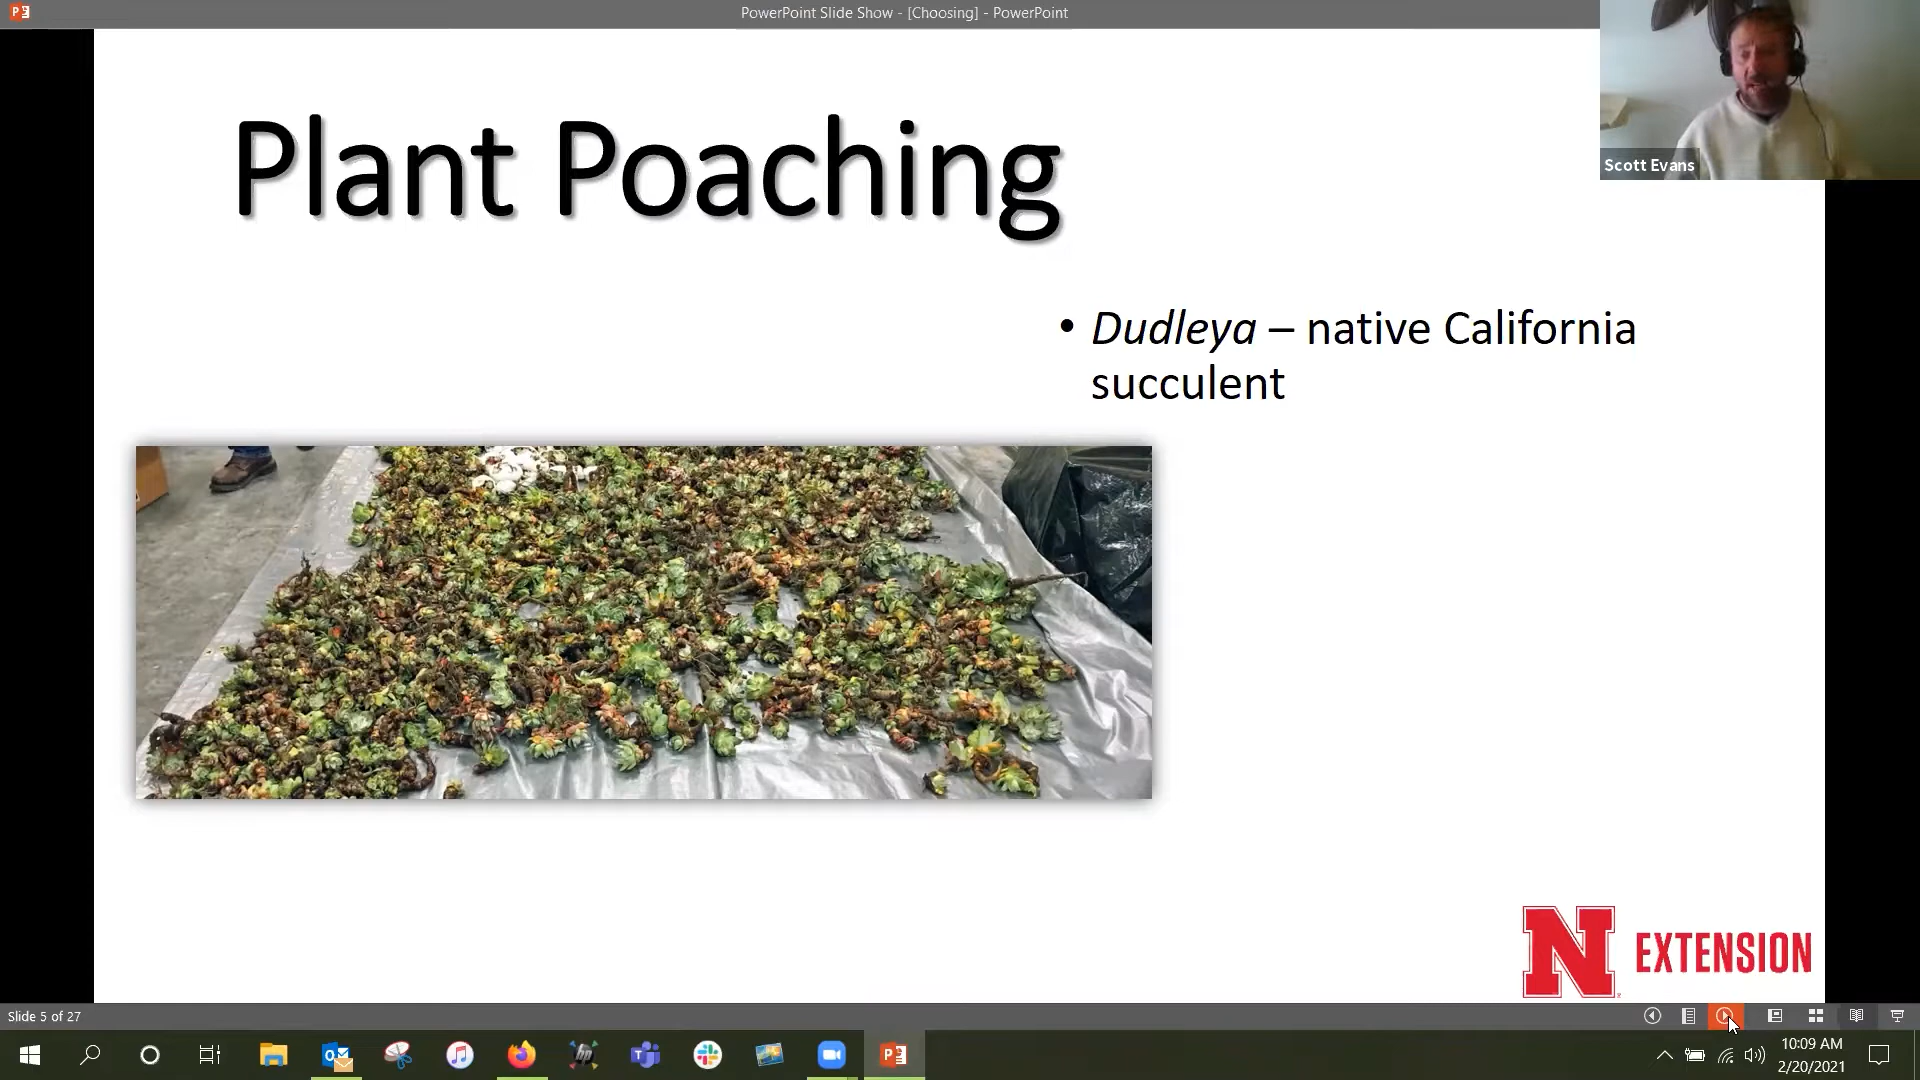 PowerPoint Slide Show - [Choosing] - PowerPoint
Scott Evans
Plant Poaching
• Dudleya – native California
succulent
N EXTENSION
Slide 5 of 27
10:09 AM
2/20/2021